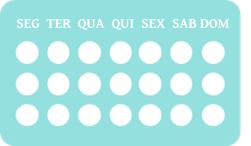 SEG TER QUA QUI SEX SAB DOM